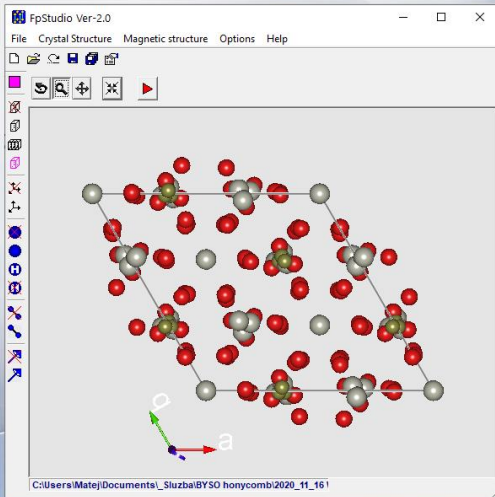 FpStudio Ver-2.0
File Crystal Structure Magnetic structure Options Help
a
b
C:\Users\Matej\Documents\_Sluzba\BYSO honycomb\2020_11_16\